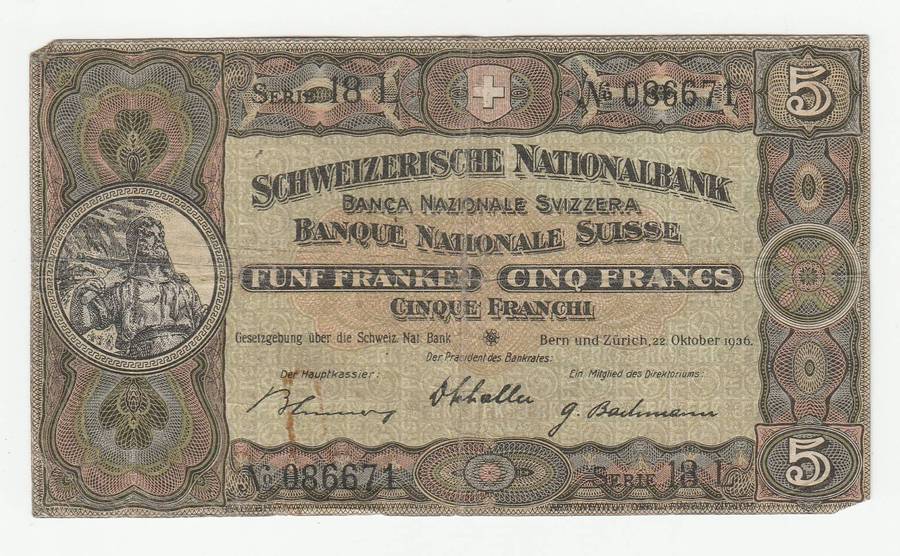 SERIE 18 L
No 086671
5
SCHWEIZERISCHE NATIONALBANK
BANCA NAZIONALE SVIZZERA
BANQUE NATIONALE SUISSE
FÜNF FRANKEN CINQ FRANCS
CINQUE FRANCHI
Gesetzgebung über die Schweiz. Nat. Bank
Bern und Zürich, 22. Oktober 1936.
Der Präsident des Bankrates:
Der Hauptkassier:
Ein Mitglied des Direktoriums:
G. Bachmann
No 086671
SERIE 18 L
5